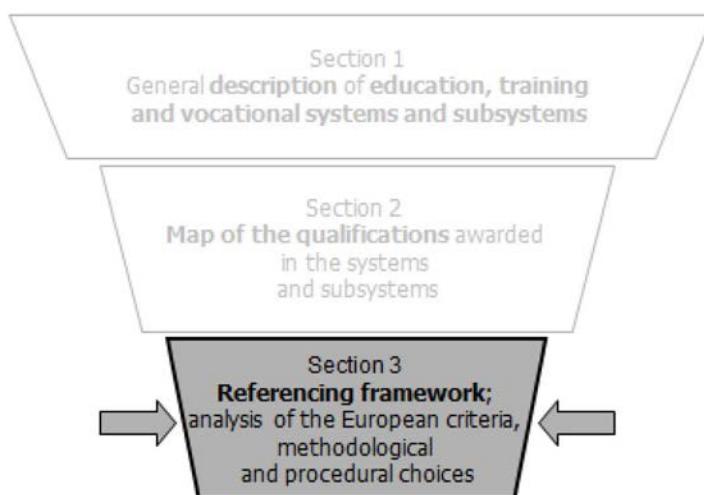 Section 1
General description of education, training
and vocational systems and subsystems
Section 2
Map of the qualifications awarded
in the systems
and subsystems
Section 3
Referencing framework;
analysis of the European criteria,
methodological
and procedural choices